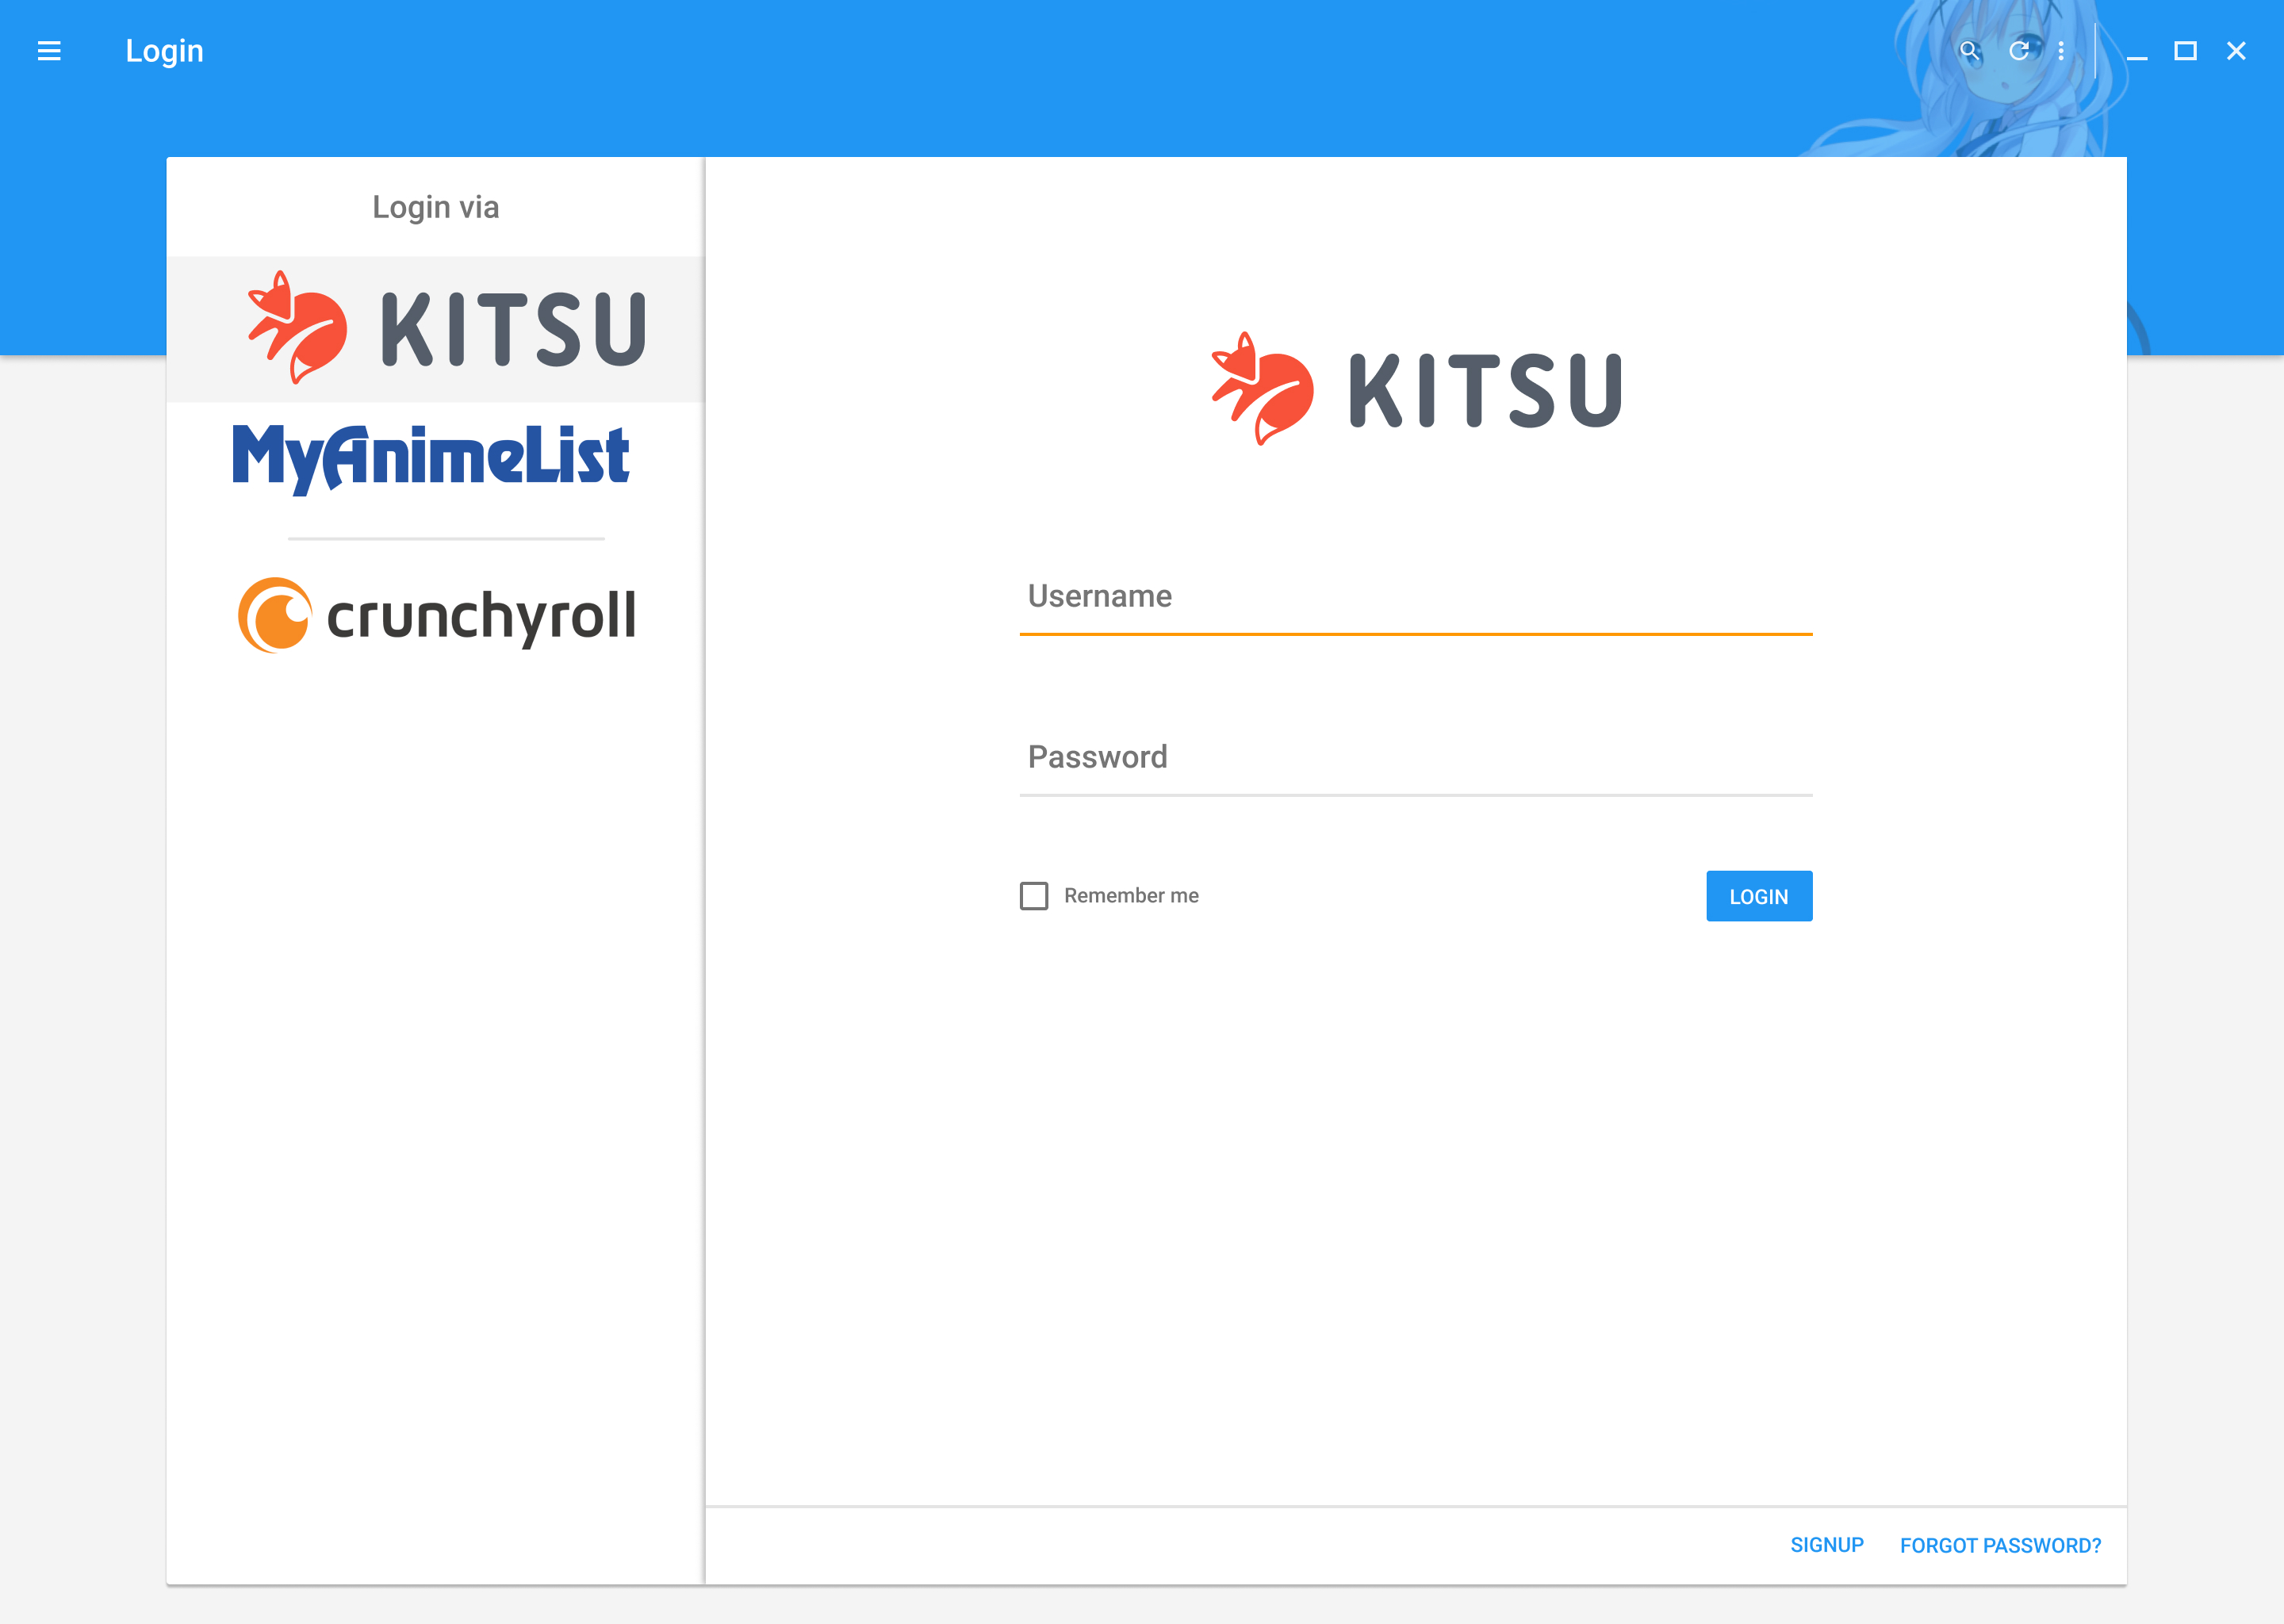 Login
Login via
KITSU
MyAnimeList
crunchyroll
KITSU
Username
Password
Remember me
LOGIN
SIGNUP
FORGOT PASSWORD?